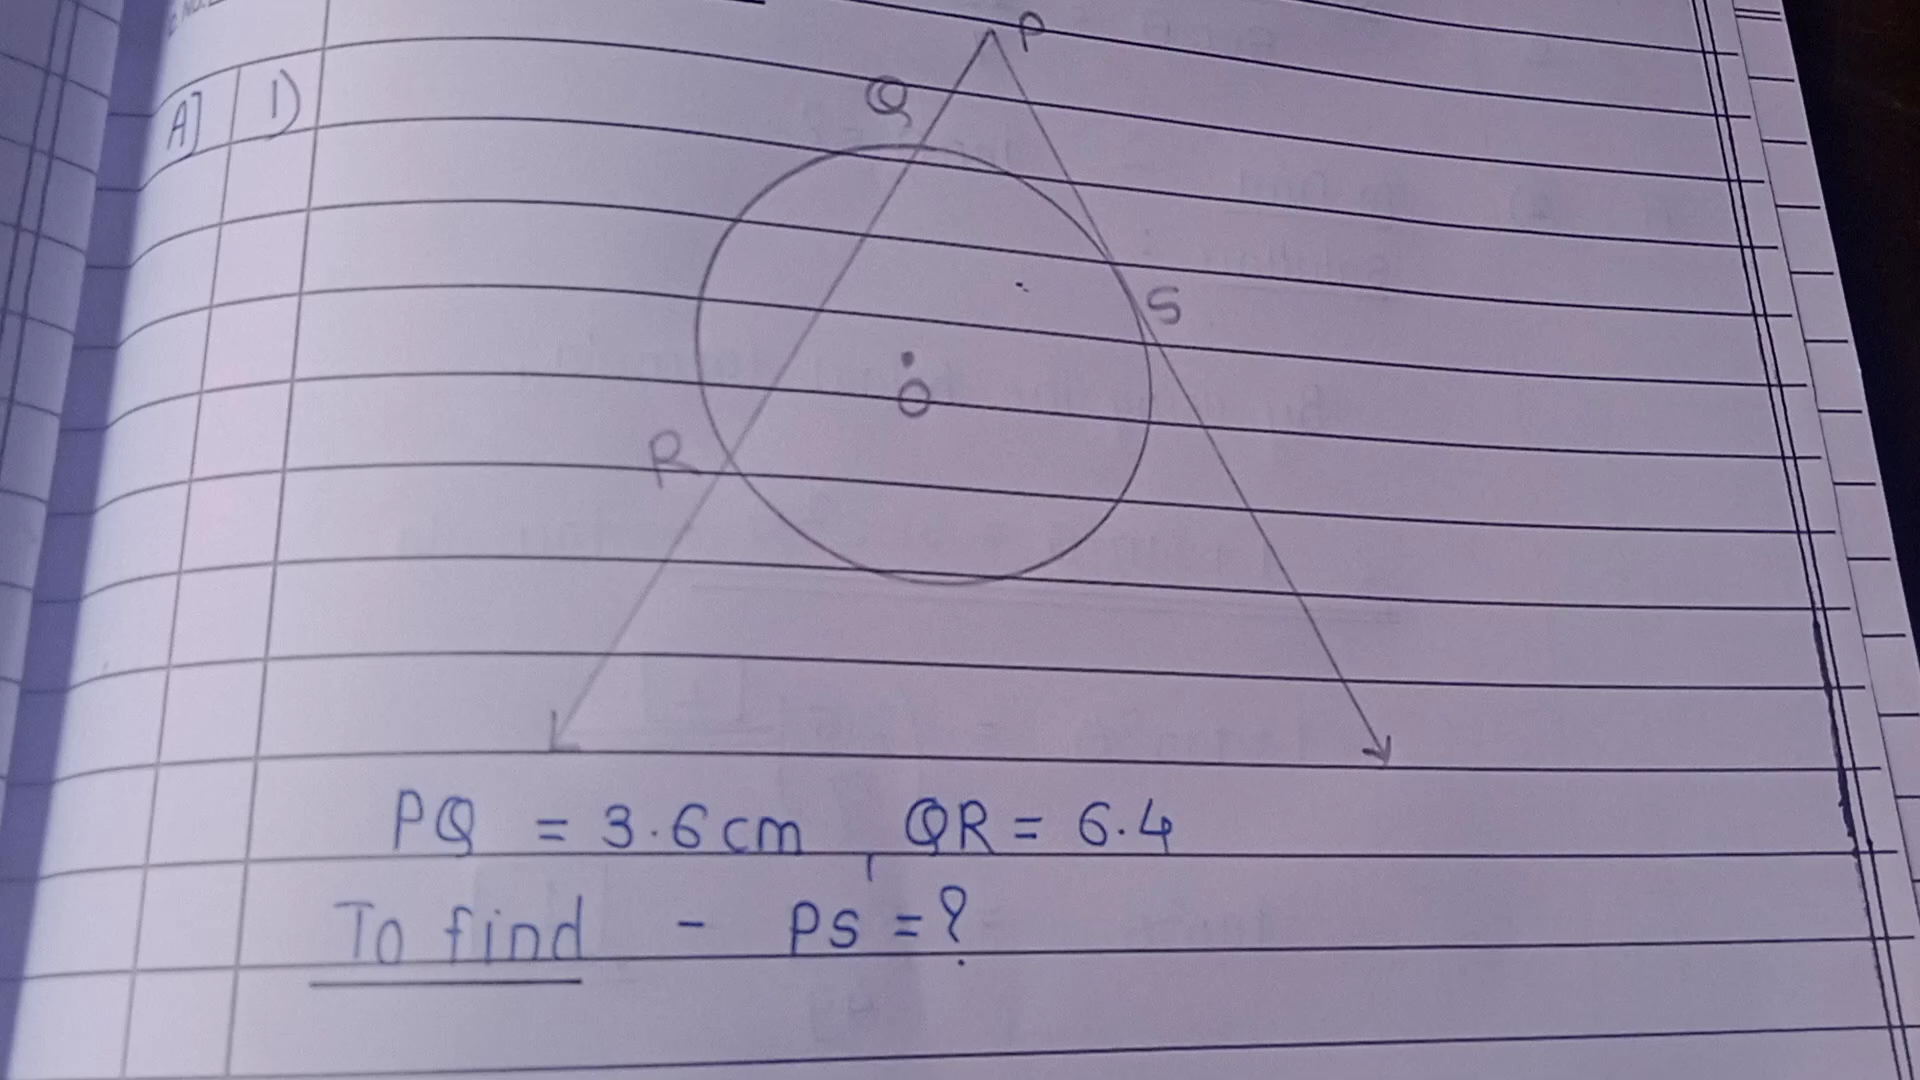 P
Q
A] 1)
S
O
R
PQ = 3.6 cm , QR = 6.4
To find - PS = ?